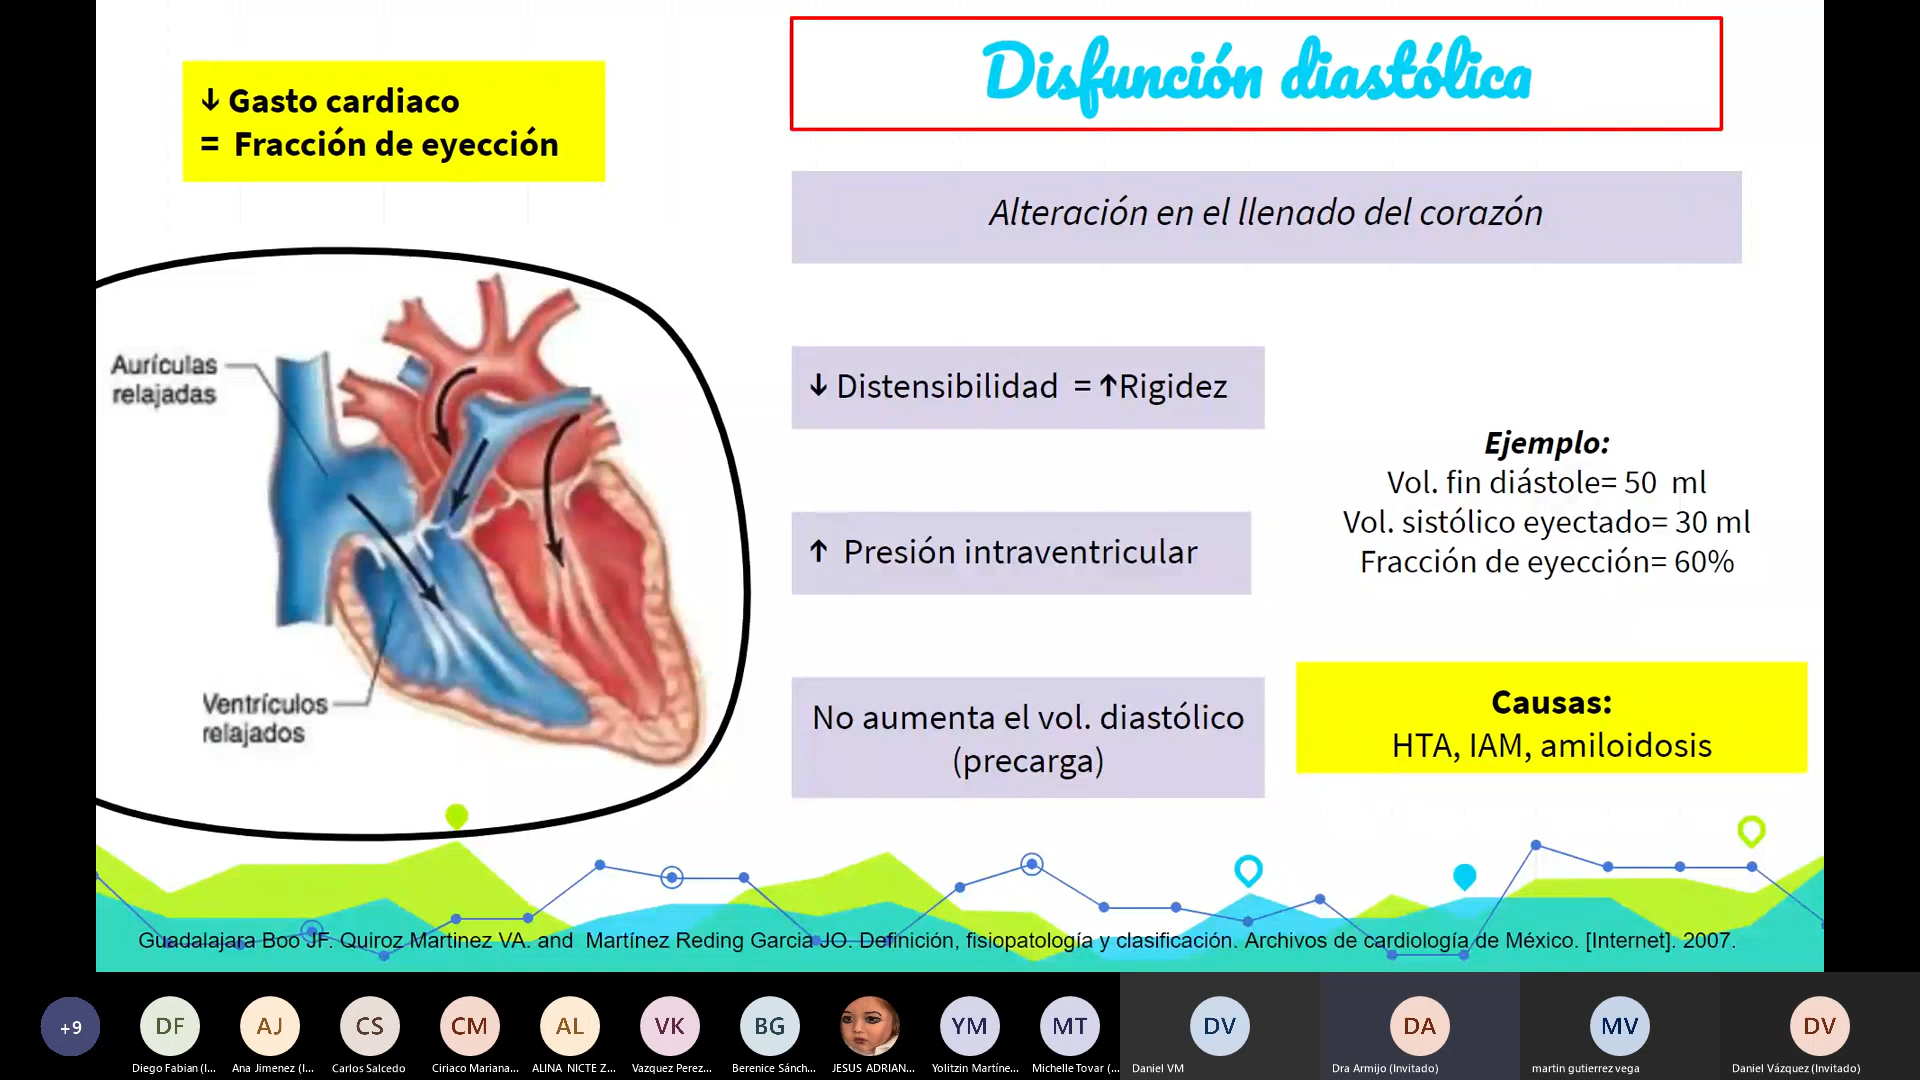 ↓ Gasto cardiaco
= Fracción de eyección
Disfunción diastólica
Alteración en el llenado del corazón
Aurículas
relajadas
Ventrículos
relajados
↓ Distensibilidad = ↑Rigidez
↑ Presión intraventricular
No aumenta el vol. diastólico
(precarga)
Ejemplo:
Vol. fin diástole= 50 ml
Vol. sistólico eyectado= 30 ml
Fracción de eyección= 60%
Causas:
HTA, IAM, amiloidosis
Guadalajara Boo JF. Quiroz Martinez VA. and Martínez Reding Garcia JO. Definición, fisiopatología y clasificación. Archivos de cardiología de México. [Internet]. 2007.
+9 DF AJ CS CM AL VK BG YM MT DV DA MV DV
Diego Fabian (I... Ana Jimenez (I... Carlos Salcedo Ciriaco Mariana... ALINA NICTE Z... Vazquez Perez... Berenice Sánch... JESUS ADRIAN... Yolitzin Martíne... Michelle Tovar (... Daniel VM Dra Armijo (Invitado) martin gutierrez vega Daniel Vázquez (Invitado)